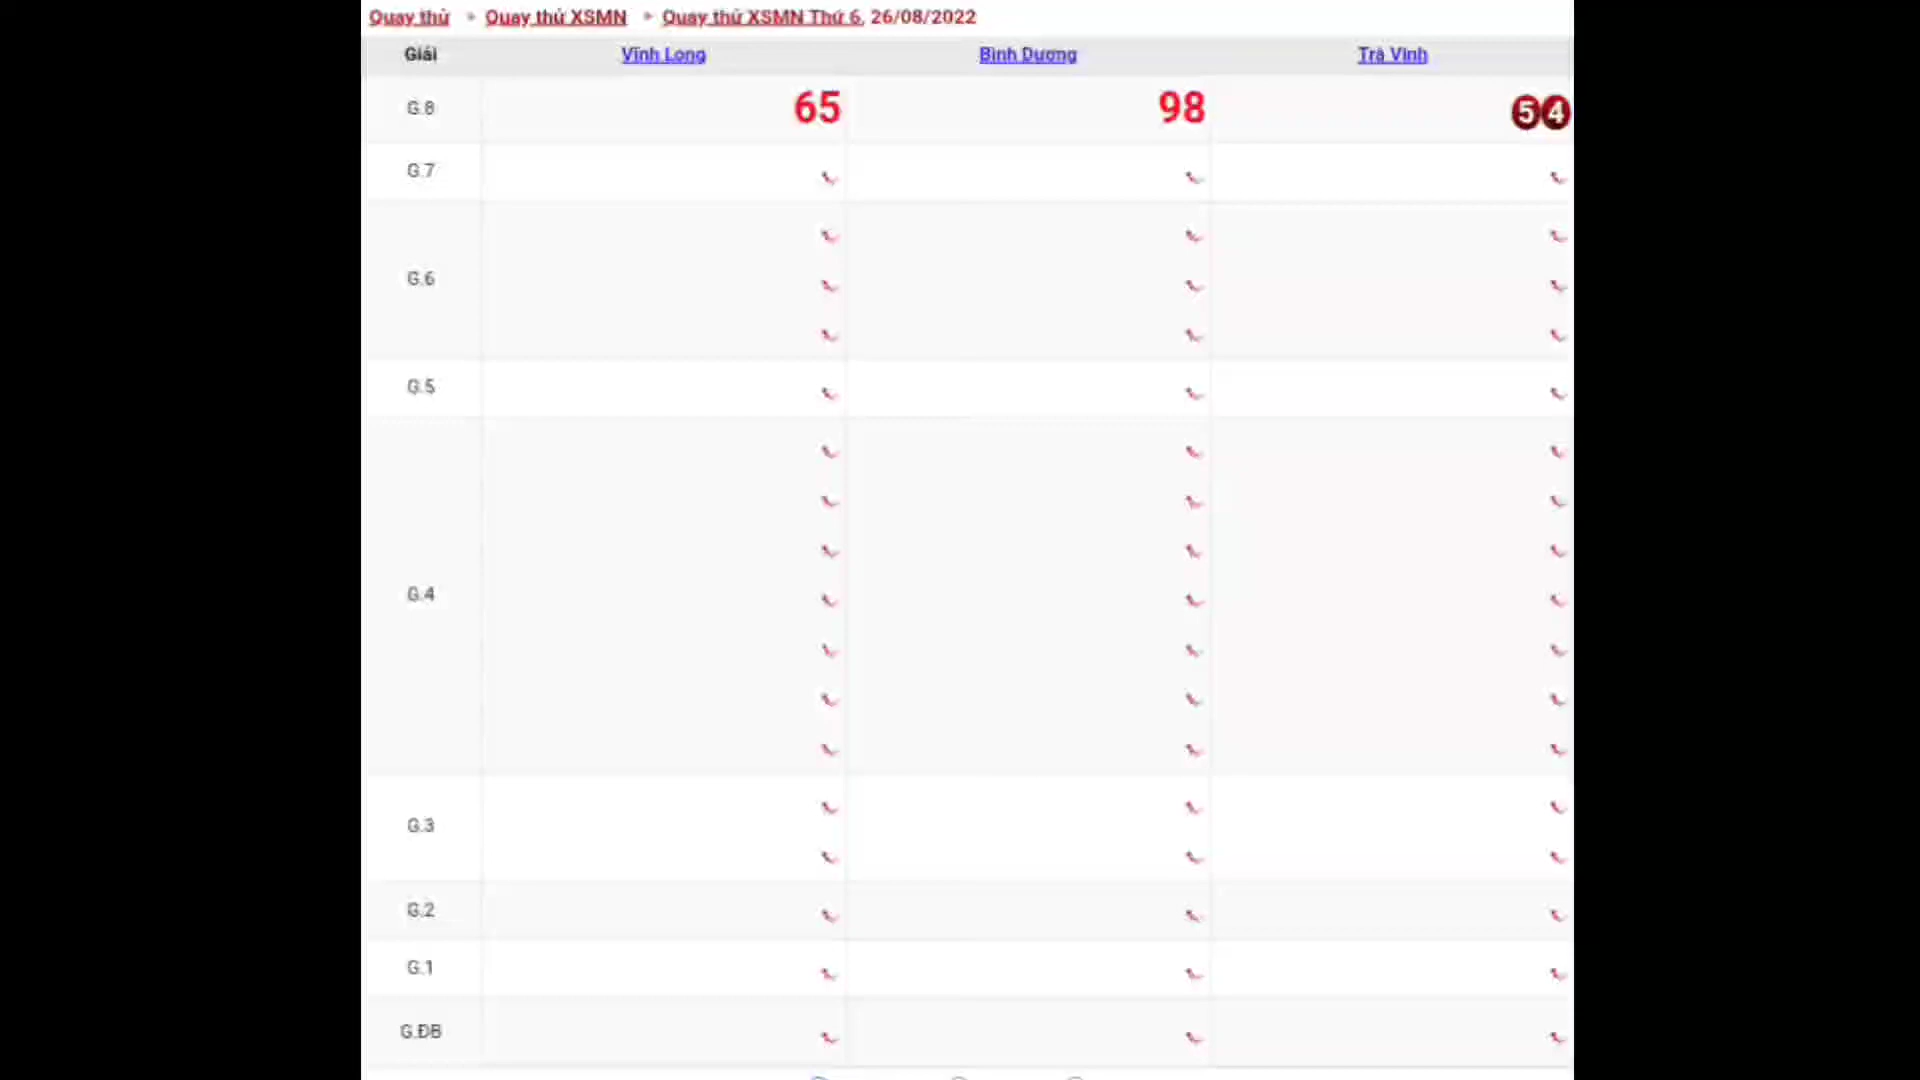 Quay thử » Quay thử XSMN » Quay thử XSMN Thứ 6, 26/08/2022
Giải Vĩnh Long Bình Dương Trà Vinh
G.8 65 98 54
G.7
G.6
G.5
G.4
G.3
G.2
G.1
G.ĐB